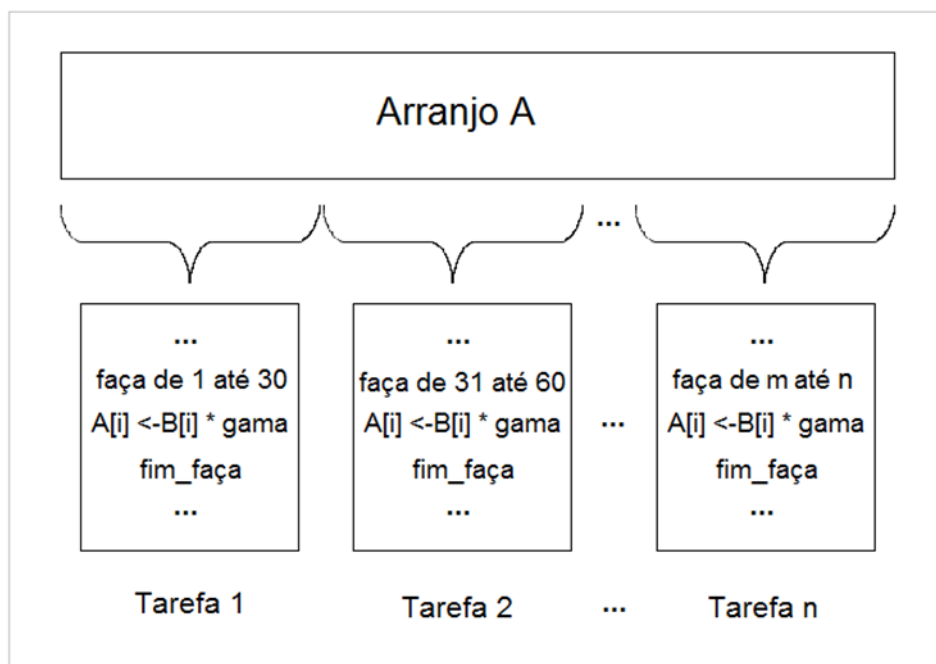 Arranjo A
...
...
faça de 1 até 30
A[i] <-B[i] * gama
fim_faça
...
...
faça de 31 até 60
A[i] <-B[i] * gama
fim_faça
...
...
...
faça de m até n
A[i] <-B[i] * gama
fim_faça
...
Tarefa 1
Tarefa 2
...
Tarefa n